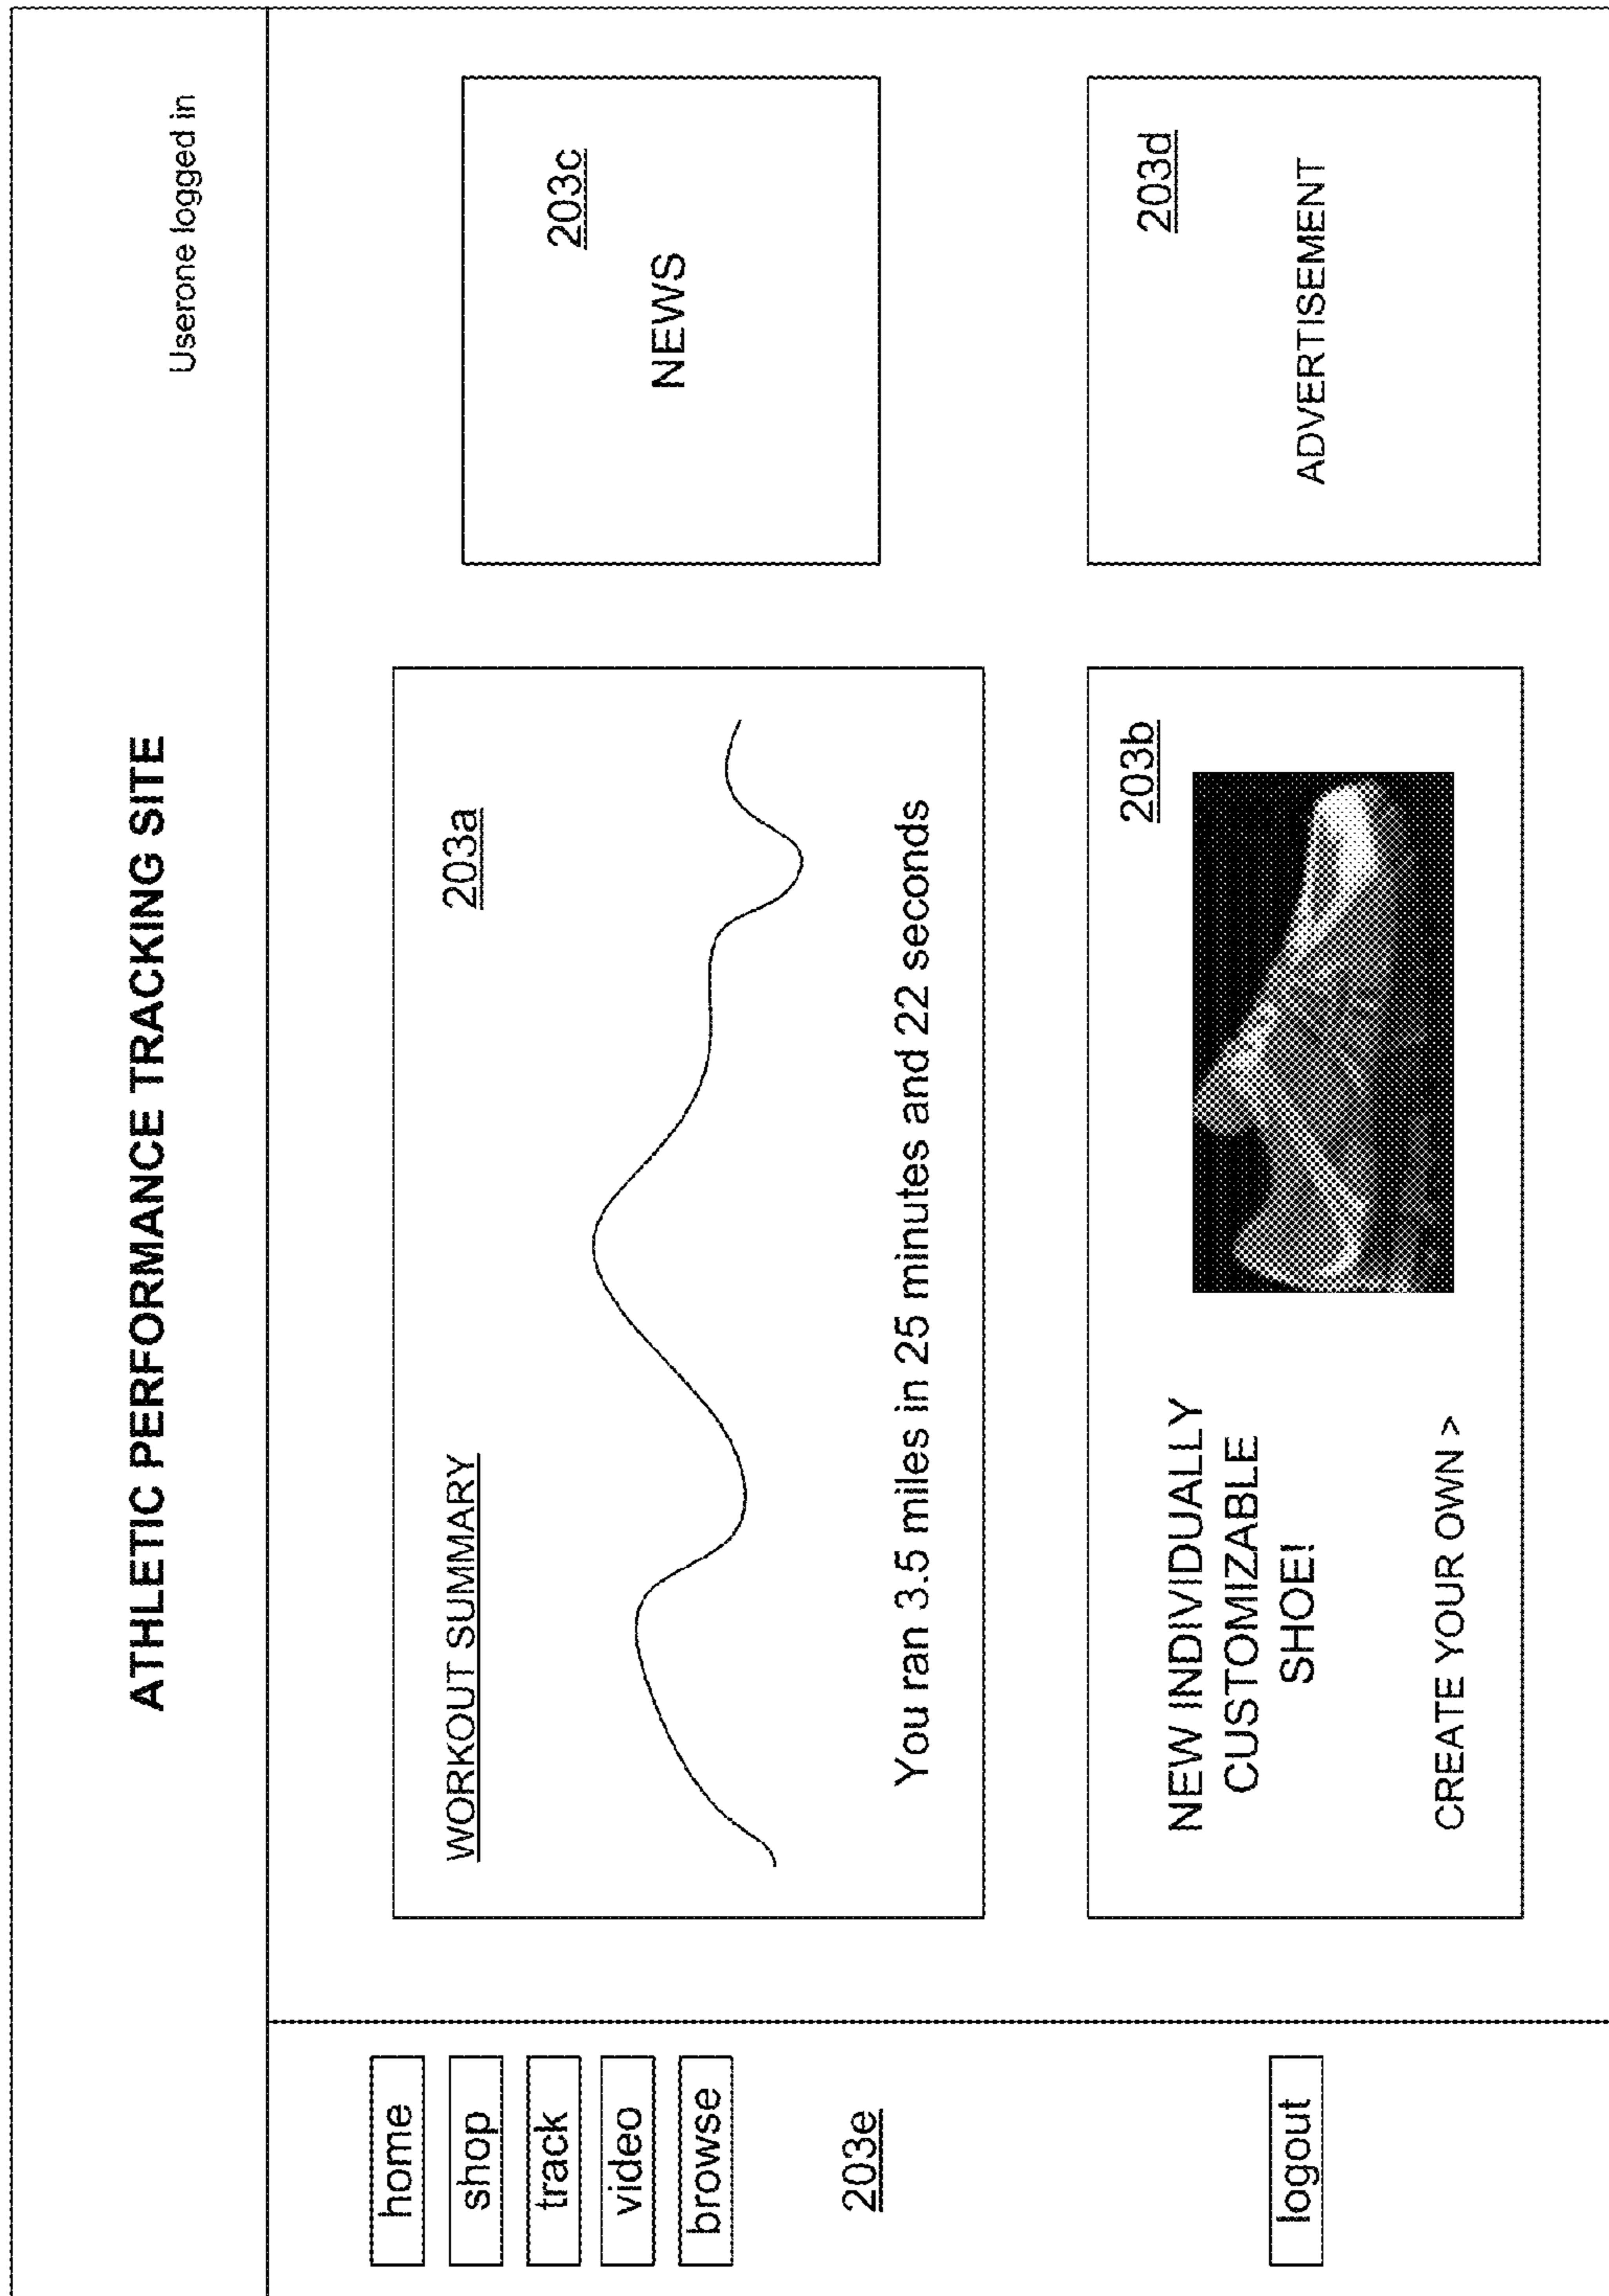 ATHLETIC PERFORMANCE TRACKING SITE
Userone logged in
home
shop
track
video
browse
203e
logout
WORKOUT SUMMARY
203a
You ran 3.5 miles in 25 minutes and 22 seconds
203c
NEWS
203b
NEW INDIVIDUALLY
CUSTOMIZABLE
SHOE!
CREATE YOUR OWN >
203d
ADVERTISEMENT